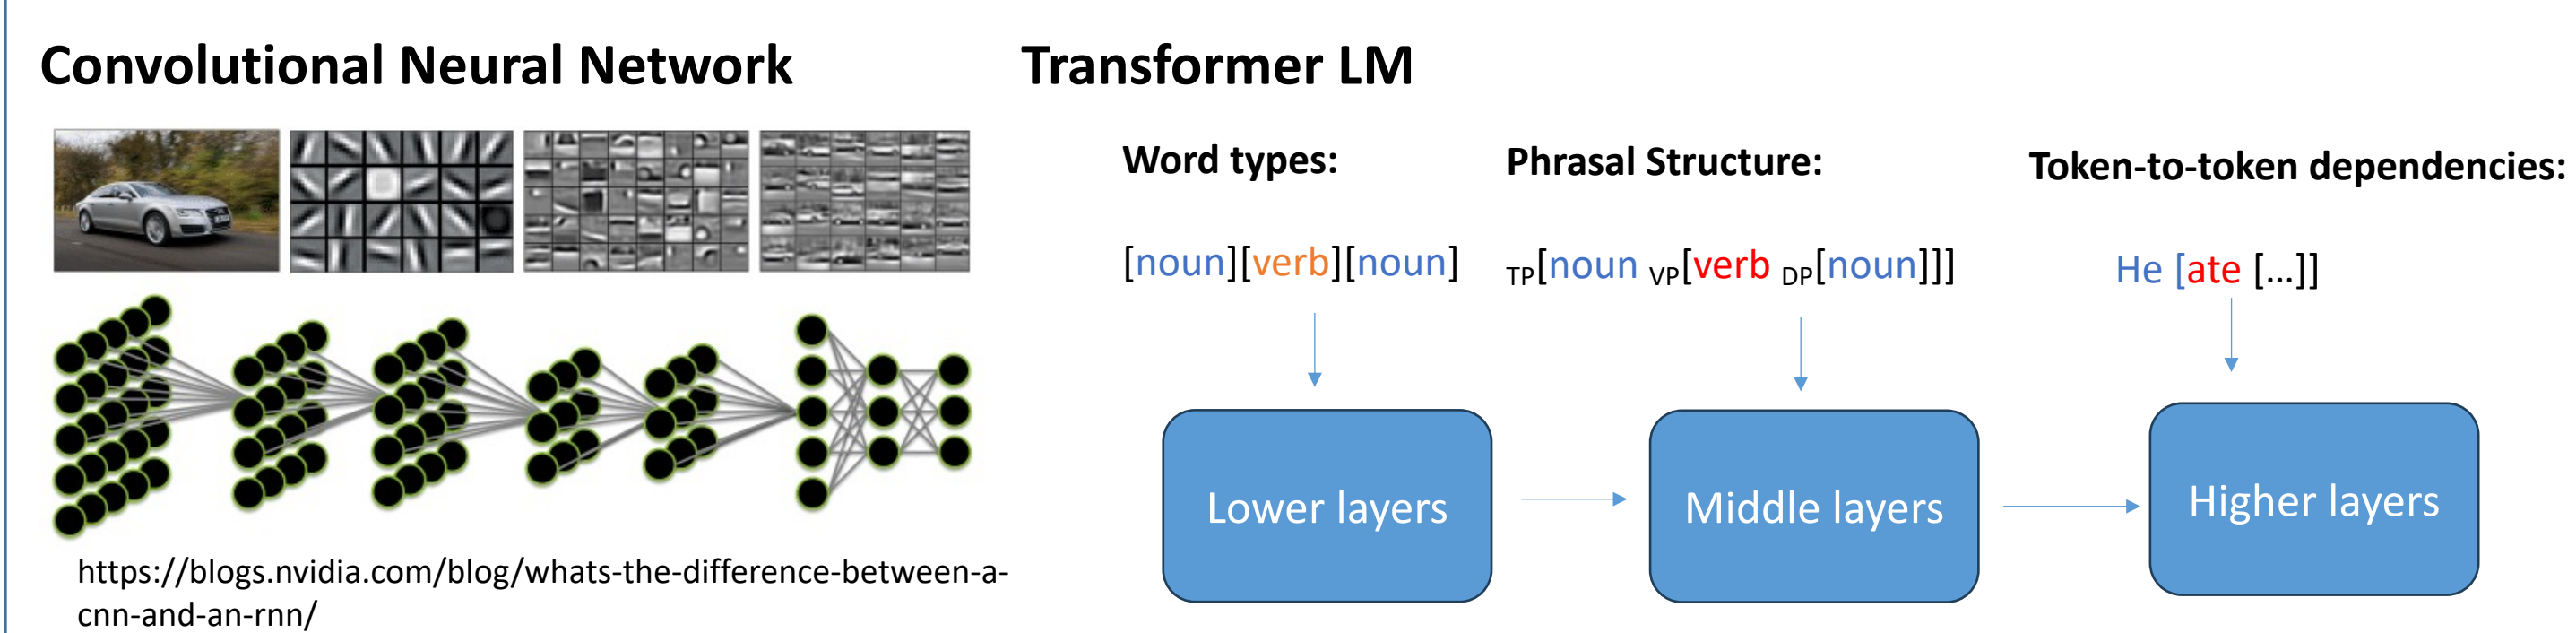 Convolutional Neural Network
https://blogs.nvidia.com/blog/whats-the-difference-between-a-
cnn-and-an-rnn/
Transformer LM
Word types:
[noun][verb][noun]
Phrasal Structure:
TP[noun VP[verb DP[noun]]]
Token-to-token dependencies:
He [ate [...]]
Lower layers
Middle layers
Higher layers